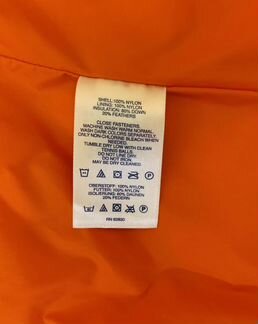 SHELL: 100% NYLON
LINING: 100% NYLON
INSULATION: 80% DOWN
20% FEATHERS
CLOSE FASTENERS.
MACHINE WASH WARM NORMAL.
WASH DARK COLORS SEPARATELY.
ONLY NON-CHLORINE BLEACH WHEN
NEEDED.
TUMBLE DRY LOW WITH CLEAN
TENNIS BALLS.
DO NOT LINE DRY.
DO NOT IRON.
MAY BE DRY CLEANED.
OBERSTOFF: 100% NYLON
FUTTER: 100% NYLON
ISOLIERUNG: 80% DAUNEN
20% FEDERN